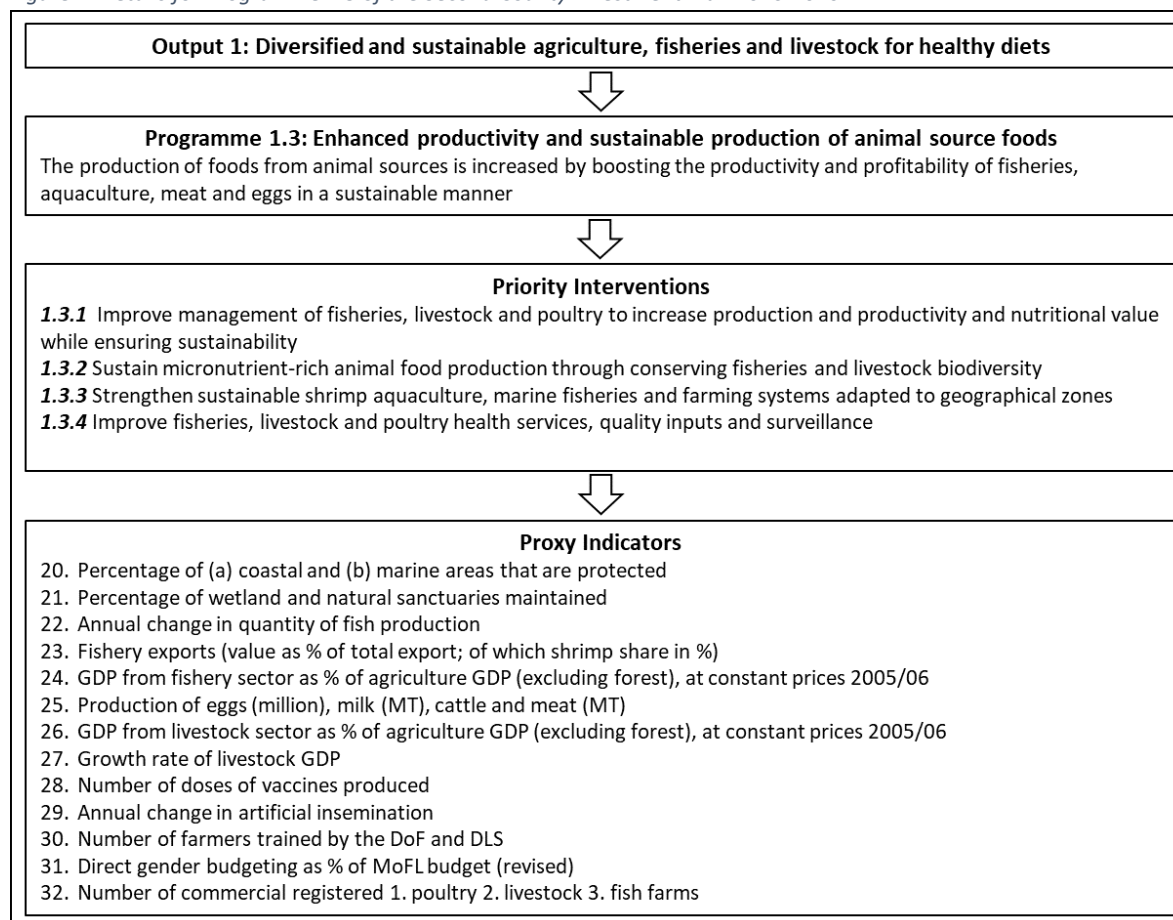 Output 1: Diversified and sustainable agriculture, fisheries and livestock for healthy diets
Programme 1.3: Enhanced productivity and sustainable production of animal source foods
The production of foods from animal sources is increased by boosting the productivity and profitability of fisheries,
aquaculture, meat and eggs in a sustainable manner
Priority Interventions
1.3.1 Improve management of fisheries, livestock and poultry to increase production and productivity and nutritional value
while ensuring sustainability
1.3.2 Sustain micronutrient-rich animal food production through conserving fisheries and livestock biodiversity
1.3.3 Strengthen sustainable shrimp aquaculture, marine fisheries and farming systems adapted to geographical zones
1.3.4 Improve fisheries, livestock and poultry health services, quality inputs and surveillance
Proxy Indicators
20. Percentage of (a) coastal and (b) marine areas that are protected
21. Percentage of wetland and natural sanctuaries maintained
22. Annual change in quantity of fish production
23. Fishery exports (value as % of total export; of which shrimp share in %)
24. GDP from fishery sector as % of agriculture GDP (excluding forest), at constant prices 2005/06
25. Production of eggs (million), milk (MT), cattle and meat (MT)
26. GDP from livestock sector as % of agriculture GDP (excluding forest), at constant prices 2005/06
27. Growth rate of livestock GDP
28. Number of doses of vaccines produced
29. Annual change in artificial insemination
30. Number of farmers trained by the DoF and DLS
31. Direct gender budgeting as % of MoFL budget (revised)
32. Number of commercial registered 1. poultry 2. livestock 3. fish farms